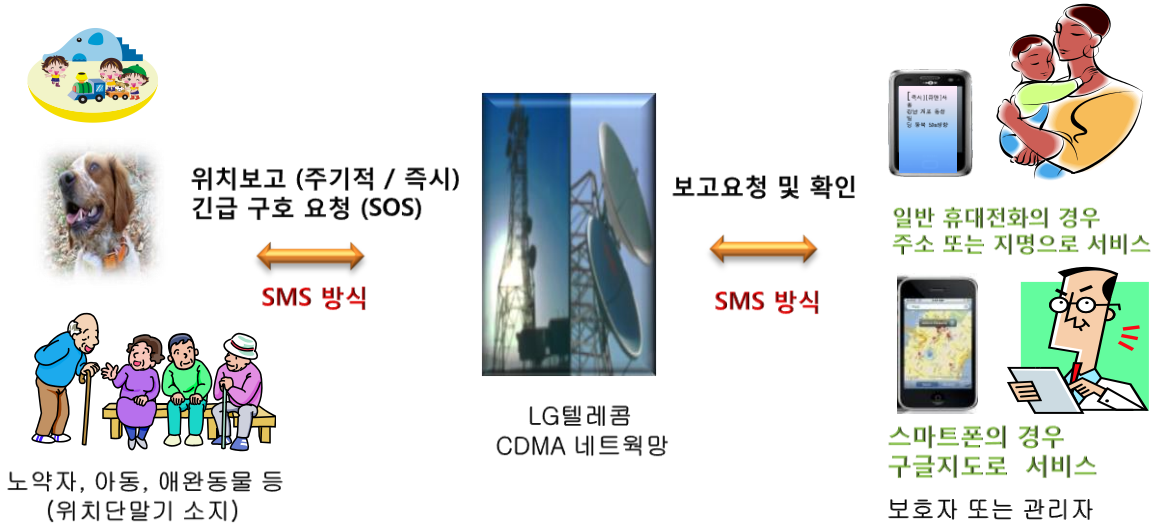 위치보고 (주기적 / 즉시)
긴급 구호 요청 (SOS)
SMS 방식
노약자, 아동, 애완동물 등
(위치단말기 소지)
LG텔레콤
CDMA 네트웍망
보고요청 및 확인
SMS 방식
일반 휴대전화의 경우
주소 또는 지명으로 서비스
스마트폰의 경우
구글지도로 서비스
보호자 또는 관리자